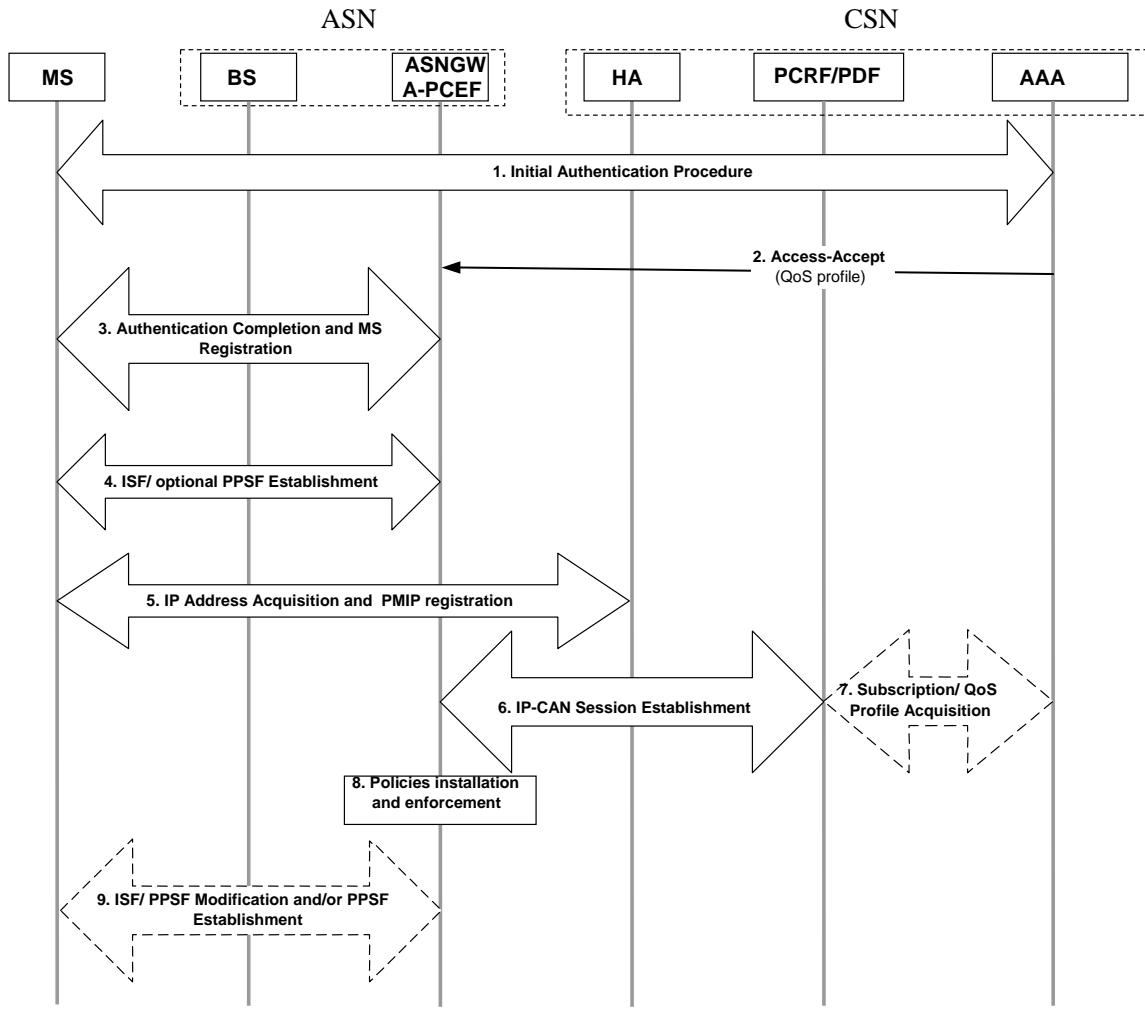 ASN
CSN
MS
BS
ASNGW
A-PCEF
HA
PCRF/PDF
AAA
1. Initial Authentication Procedure
2. Access-Accept
(QoS profile)
3. Authentication Completion and MS
Registration
4. ISF/ optional PPSF Establishment
5. IP Address Acquisition and PMIP registration
6. IP-CAN Session Establishment
7. Subscription/ QoS
Profile Acquisition
8. Policies installation
and enforcement
9. ISF/ PPSF Modification and/or PPSF
Establishment